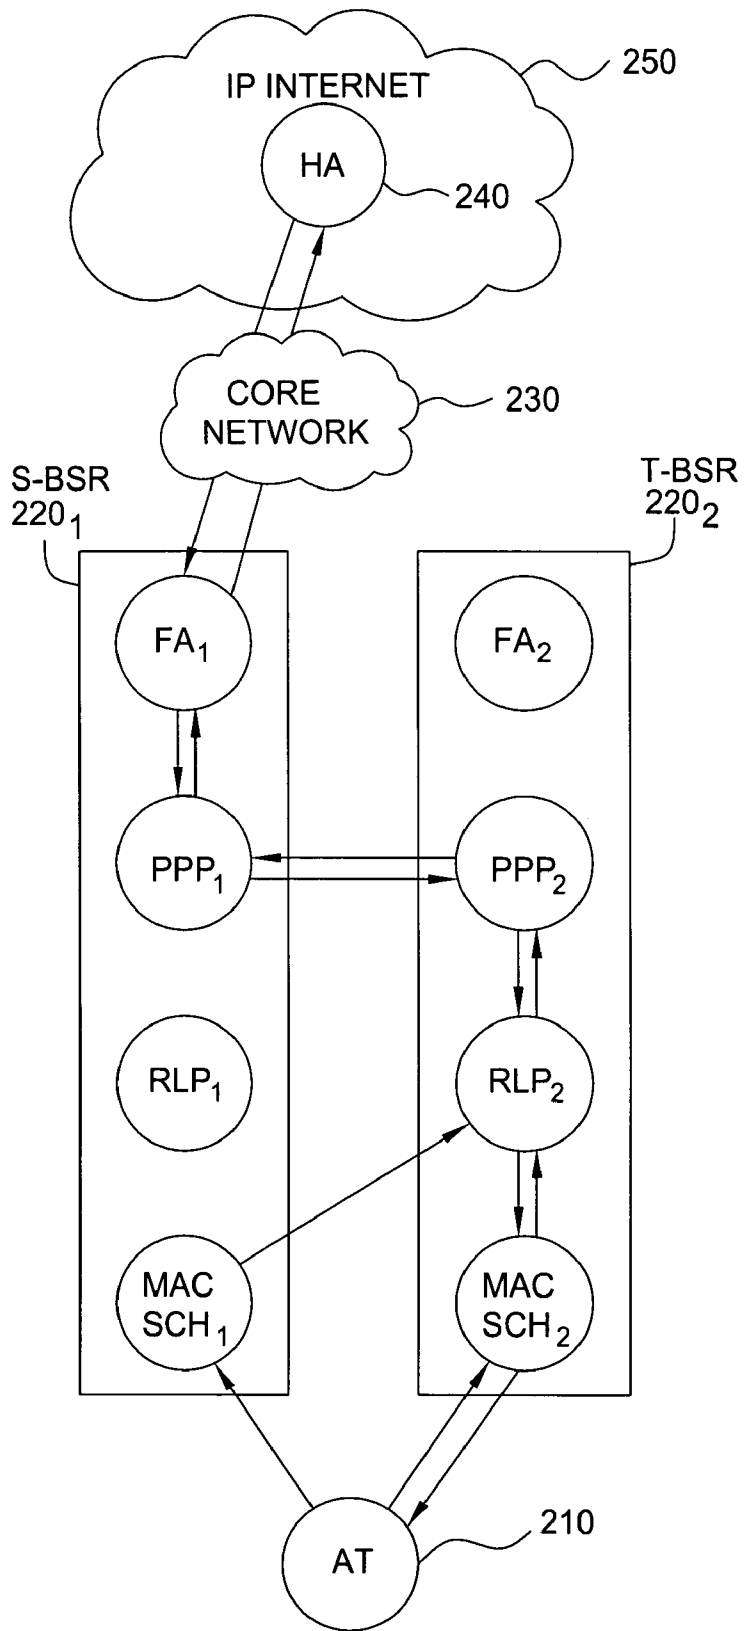 IP INTERNET
250
HA
240
CORE
NETWORK
230
S-BSR
220₁
T-BSR
220₂
FA₁
FA₂
PPP₁
PPP₂
RLP₁
RLP₂
MAC
SCH₁
MAC
SCH₂
AT
210